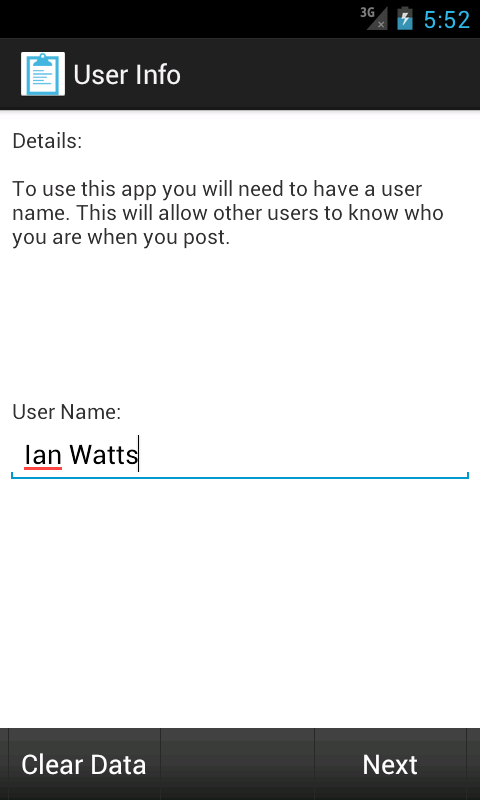 3G
5:52
User Info
Details:
To use this app you will need to have a user
name. This will allow other users to know who
you are when you post.
User Name:
Ian Watts
Clear Data
Next